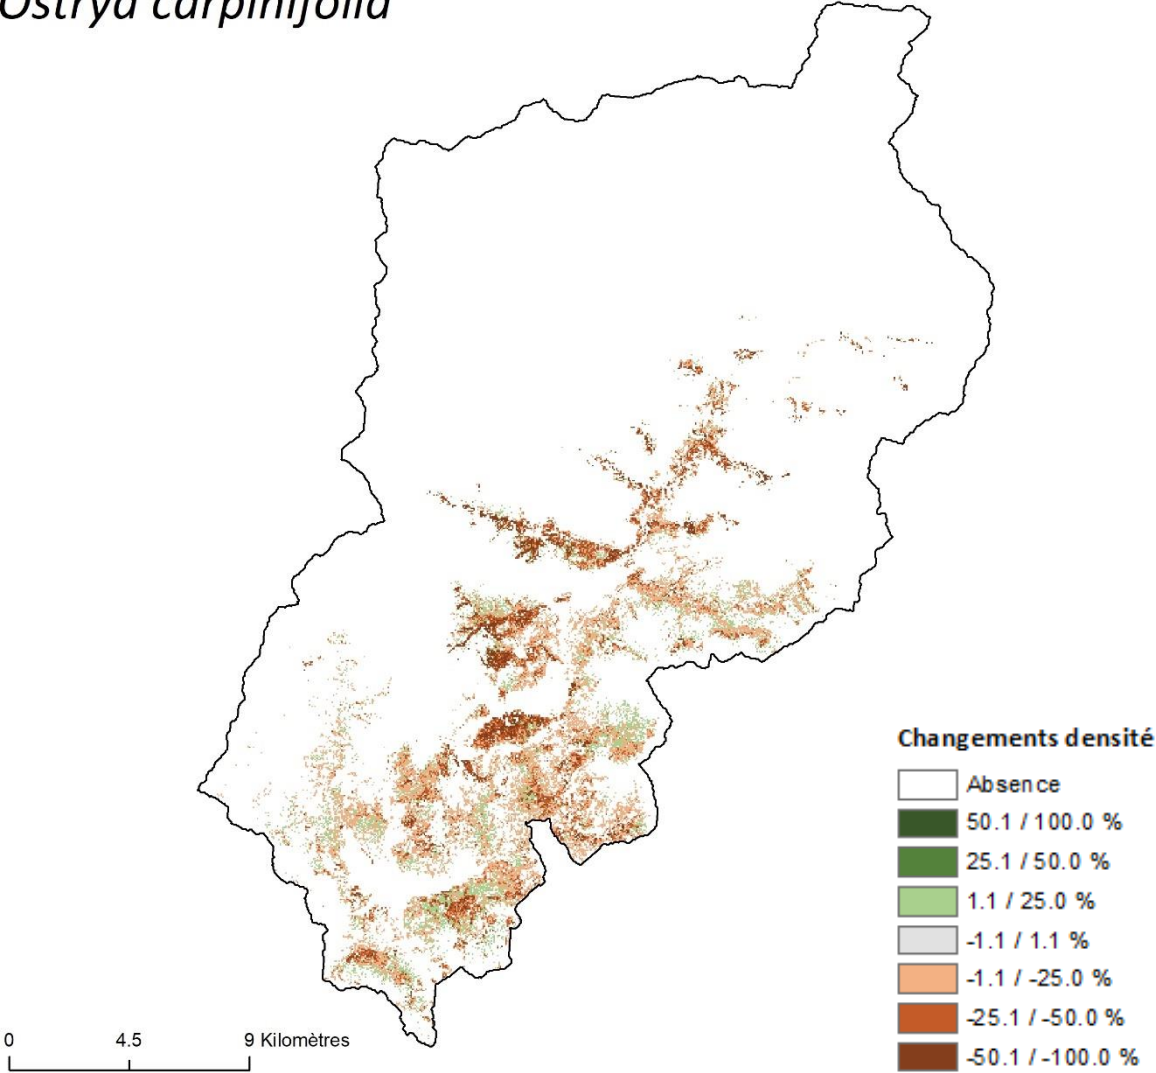 Ostrya carpinifolia
Changements densité
Absence
50.1 / 100.0 %
25.1 / 50.0 %
1.1 / 25.0 %
-1.1 / 1.1 %
-1.1 / -25.0 %
-25.1 / -50.0 %
-50.1 / -100.0 %
0 4.5 9 Kilomètres